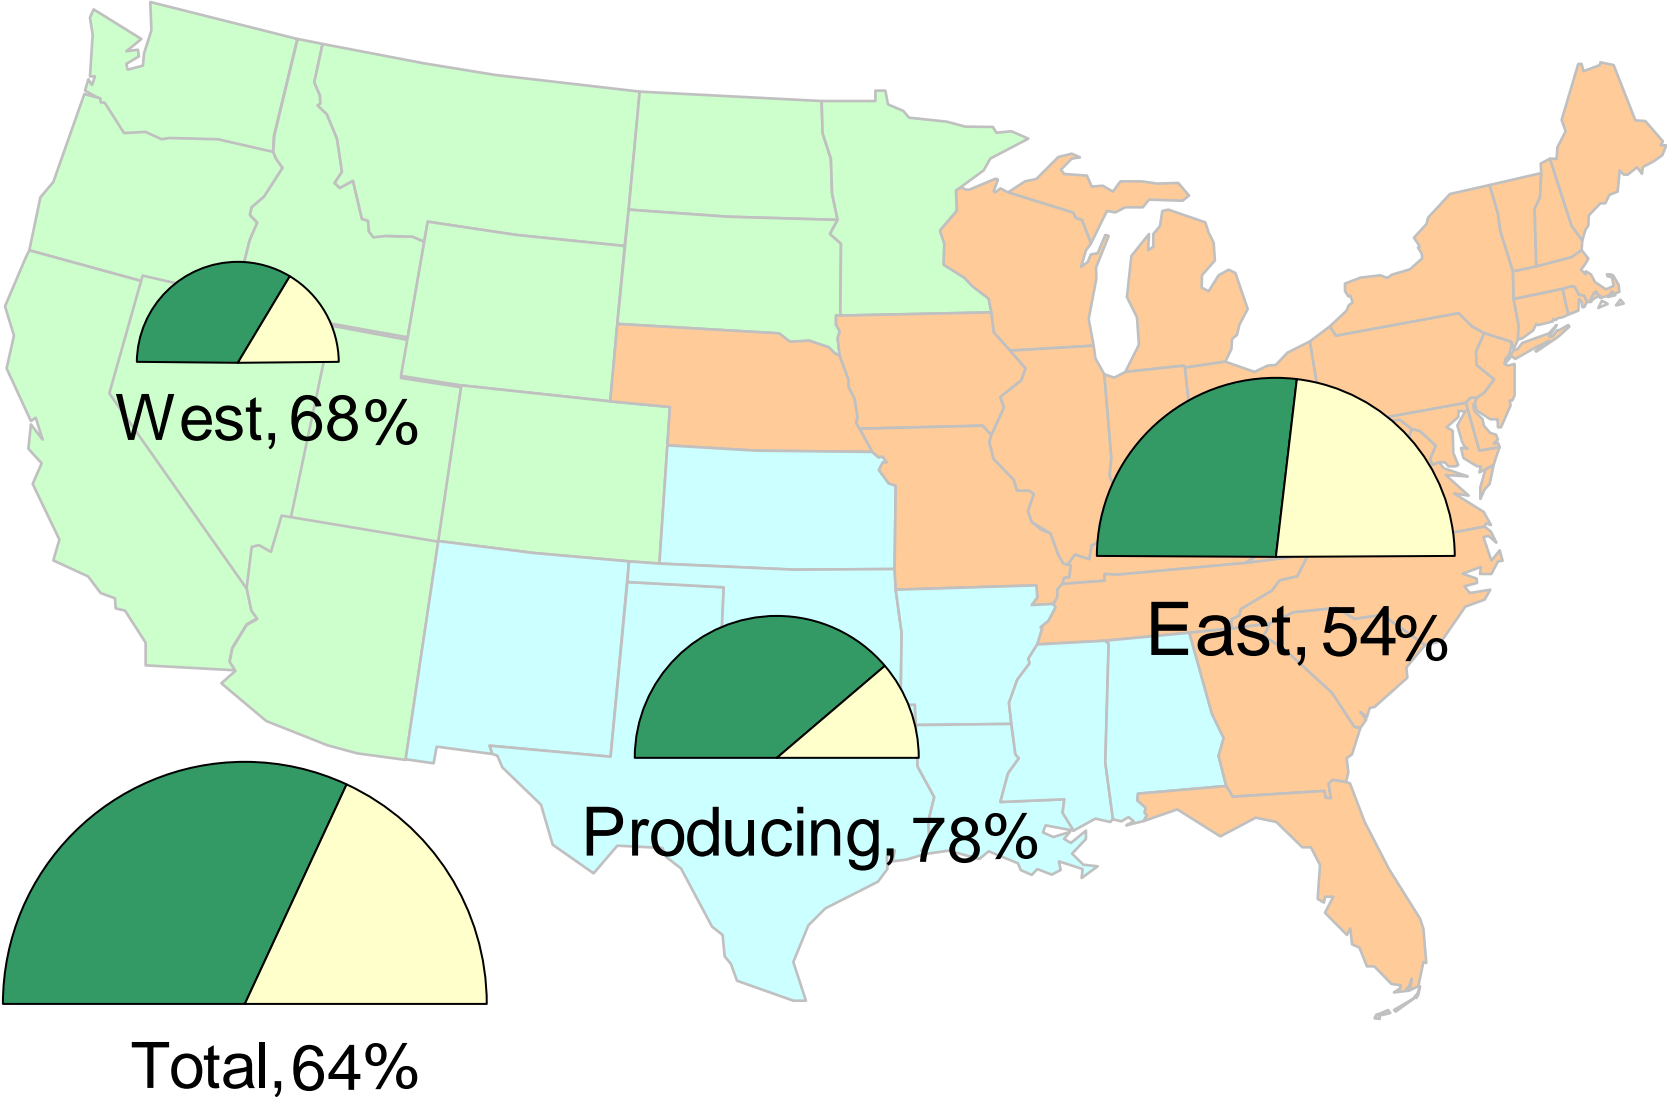 West, 68%
East, 54%
Producing, 78%
Total, 64%